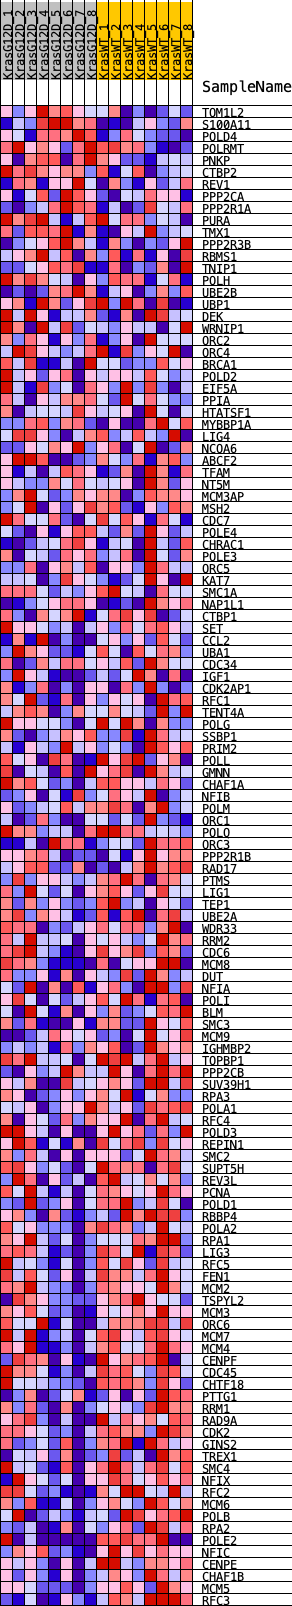 KrasG12D_1
KrasG12D_2
KrasG12D_3
KrasG12D_4
KrasG12D_5
KrasG12D_6
KrasG12D_7
KrasG12D_8
KrasWT_1
KrasWT_2
KrasWT_3
KrasWT_4
KrasWT_5
KrasWT_6
KrasWT_7
KrasWT_8
SampleName
TOM1L2
S100A11
POLD4
POLRMT
PNKP
CTBP2
REV1
PPP2CA
PPP2R1A
PURA
TMX1
PPP2R3B
RBMS1
TNIP1
POLH
UBE2B
UBP1
DEK
WRNIP1
ORC2
ORC4
BRCA1
POLD2
EIF5A
PPIA
HTATSF1
MYBBP1A
LIG4
NCOA6
ABCF2
TFAM
NT5M
MCM3AP
MSH2
CDC7
POLE4
CHRAC1
POLE3
ORC5
KAT7
SMC1A
NAP1L1
CTBP1
SET
CCL2
UBA1
CDC34
IGF1
CDK2AP1
RFC1
TENT4A
POLG
SSBP1
PRIM2
POLL
GMNN
CHAF1A
NFIB
POLM
ORC1
POLQ
ORC3
PPP2R1B
RAD17
PTMS
LIG1
TEP1
UBE2A
WDR33
RRM2
CDC6
MCM8
DUT
NFIA
POLI
BLM
SMC3
MCM9
IGHMBP2
TOPBP1
PPP2CB
SUV39H1
RPA3
POLA1
RFC4
POLD3
REPIN1
SMC2
SUPT5H
REV3L
PCNA
POLD1
RBBP4
POLA2
RPA1
LIG3
RFC5
FEN1
MCM2
TSPYL2
MCM3
ORC6
MCM7
MCM4
CENPF
CDC45
CHTF18
PTTG1
RRM1
RAD9A
CDK2
GINS2
TREX1
SMC4
NFIX
RFC2
MCM6
POLB
RPA2
POLE2
NFIC
CENPE
CHAF1B
MCM5
RFC3